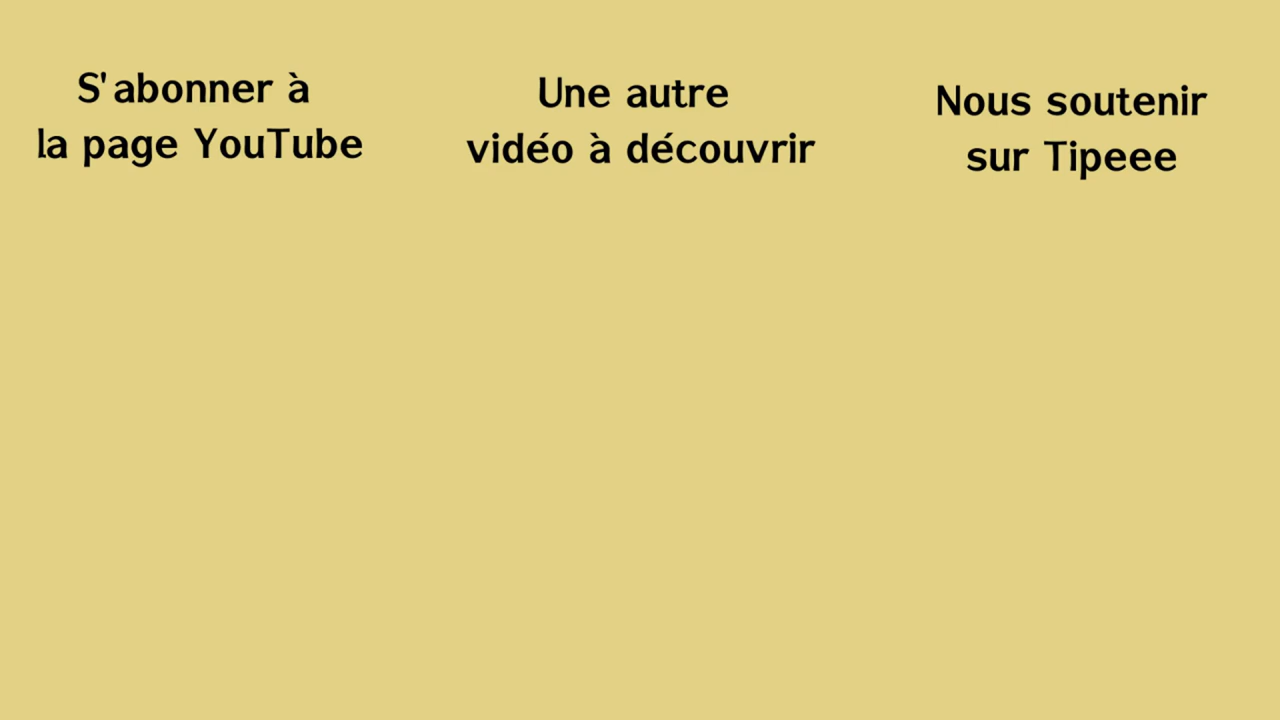 S'abonner à
la page YouTube
Une autre
vidéo à découvrir
Nous soutenir
sur Tipeee